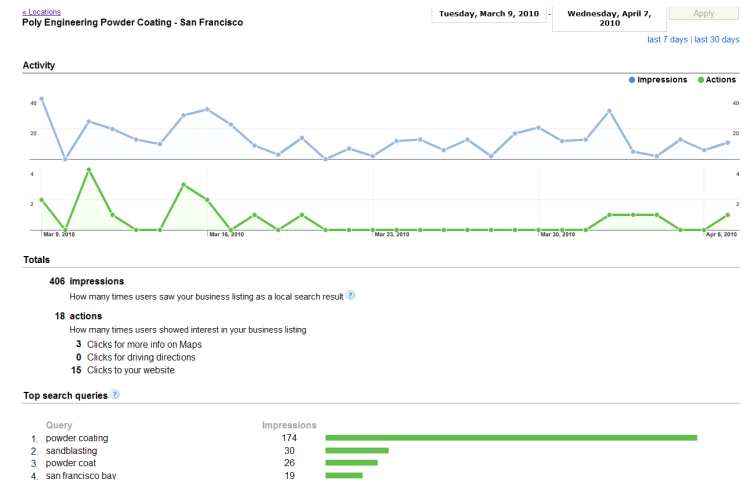 « Locations
Poly Engineering Powder Coating - San Francisco
Tuesday, March 9, 2010 - Wednesday, April 7, 2010 Apply
last 7 days | last 30 days
Activity
Impressions Actions
40 40
20 20
4 4
2 2
Mar 9, 2010 Mar 16, 2010 Mar 23, 2010 Mar 30, 2010 Apr 6, 2010
Totals
406 impressions
How many times users saw your business listing as a local search result ?
18 actions
How many times users showed interest in your business listing
3 Clicks for more info on Maps
0 Clicks for driving directions
15 Clicks to your website
Top search queries ?
Query Impressions
1. powder coating 174
2. sandblasting 30
3. powder coat 26
4. san francisco bay 19